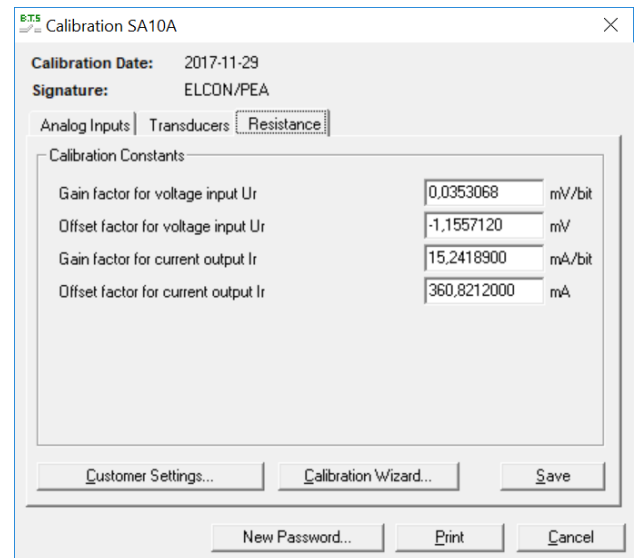 B.T.S Calibration SA10A
Calibration Date: 2017-11-29
Signature: ELCON/PEA
Analog Inputs Transducers Resistance
Calibration Constants
Gain factor for voltage input Ur 0,0353068 mV/bit
Offset factor for voltage input Ur -1,1557120 mV
Gain factor for current output Ir 15,2418900 mA/bit
Offset factor for current output Ir 360,8212000 mA
Customer Settings... Calibration Wizard... Save
New Password... Print Cancel